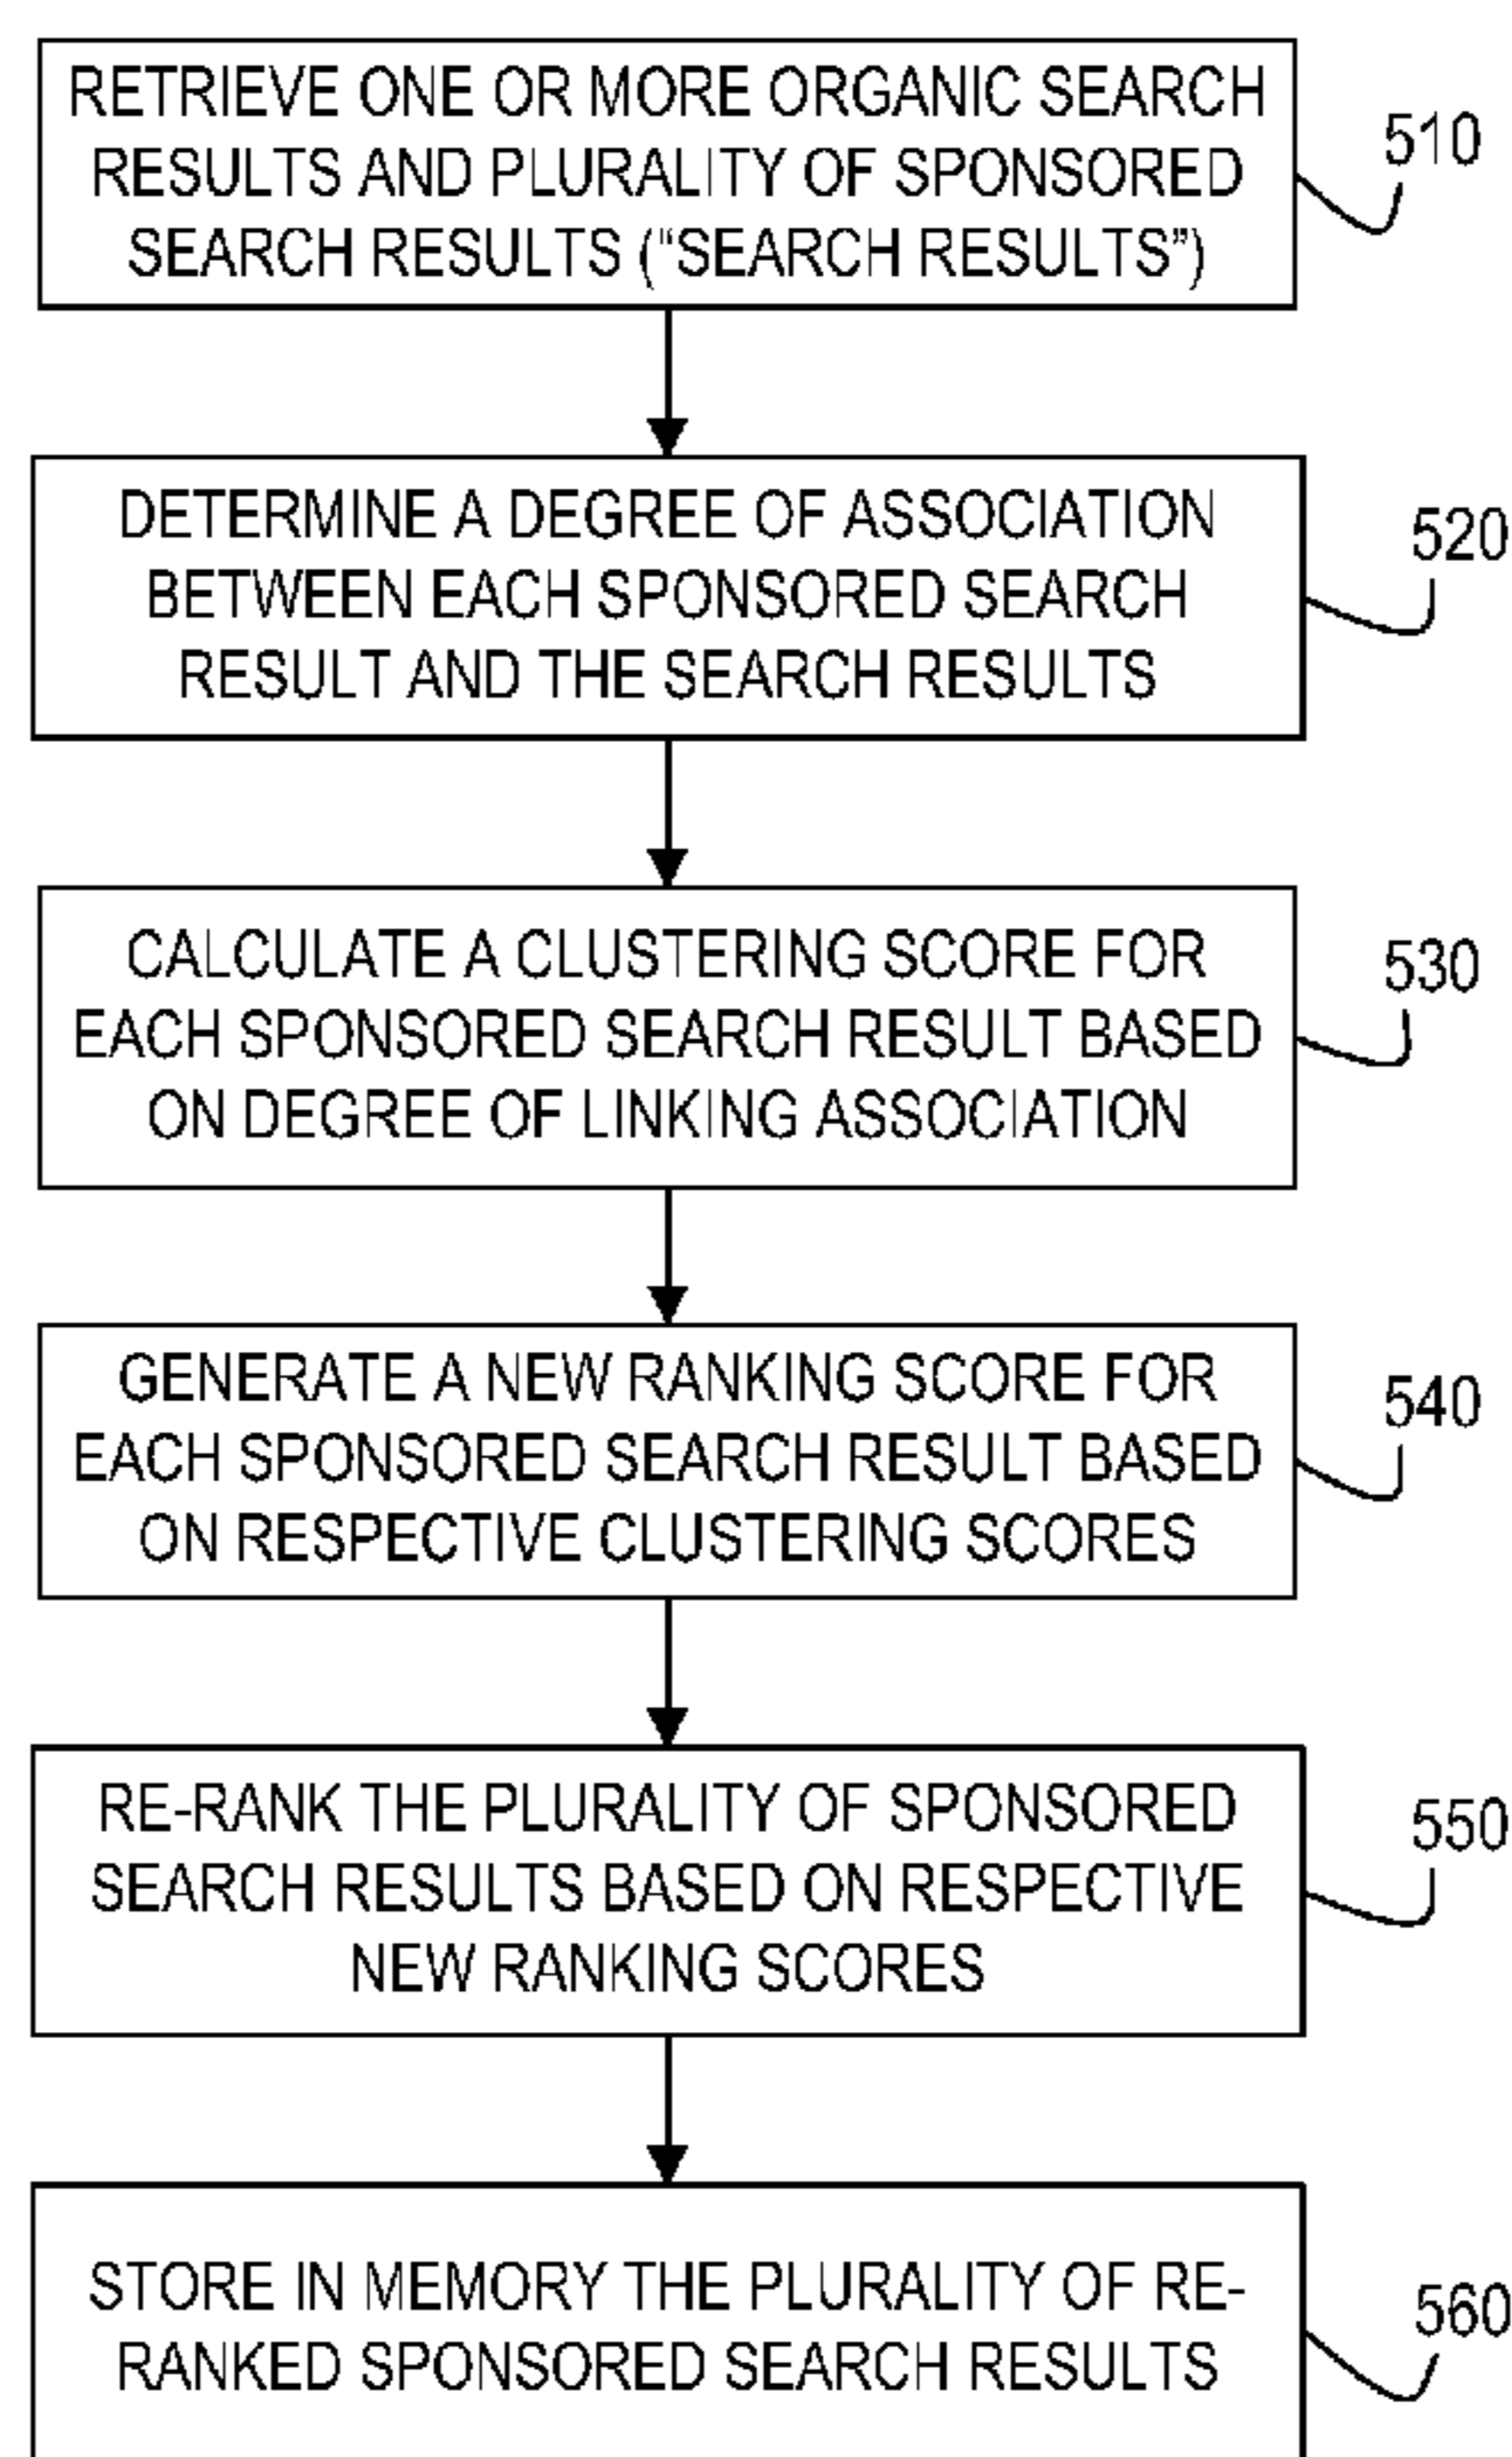 RETRIEVE ONE OR MORE ORGANIC SEARCH
RESULTS AND PLURALITY OF SPONSORED
SEARCH RESULTS (“SEARCH RESULTS”)
510
DETERMINE A DEGREE OF ASSOCIATION
BETWEEN EACH SPONSORED SEARCH
RESULT AND THE SEARCH RESULTS
520
CALCULATE A CLUSTERING SCORE FOR
EACH SPONSORED SEARCH RESULT BASED
ON DEGREE OF LINKING ASSOCIATION
530
GENERATE A NEW RANKING SCORE FOR
EACH SPONSORED SEARCH RESULT BASED
ON RESPECTIVE CLUSTERING SCORES
540
RE-RANK THE PLURALITY OF SPONSORED
SEARCH RESULTS BASED ON RESPECTIVE
NEW RANKING SCORES
550
STORE IN MEMORY THE PLURALITY OF RE-
RANKED SPONSORED SEARCH RESULTS
560